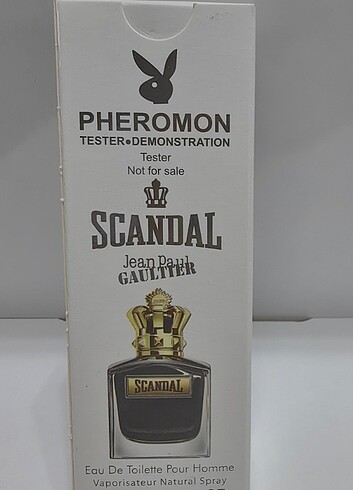 PHEROMON
TESTER•DEMONSTRATION
Tester
Not for sale
SCANDAL
Jean Paul
GAULTIER
SCANDAL
Eau De Toilette Pour Homme
Vaporisateur Natural Spray